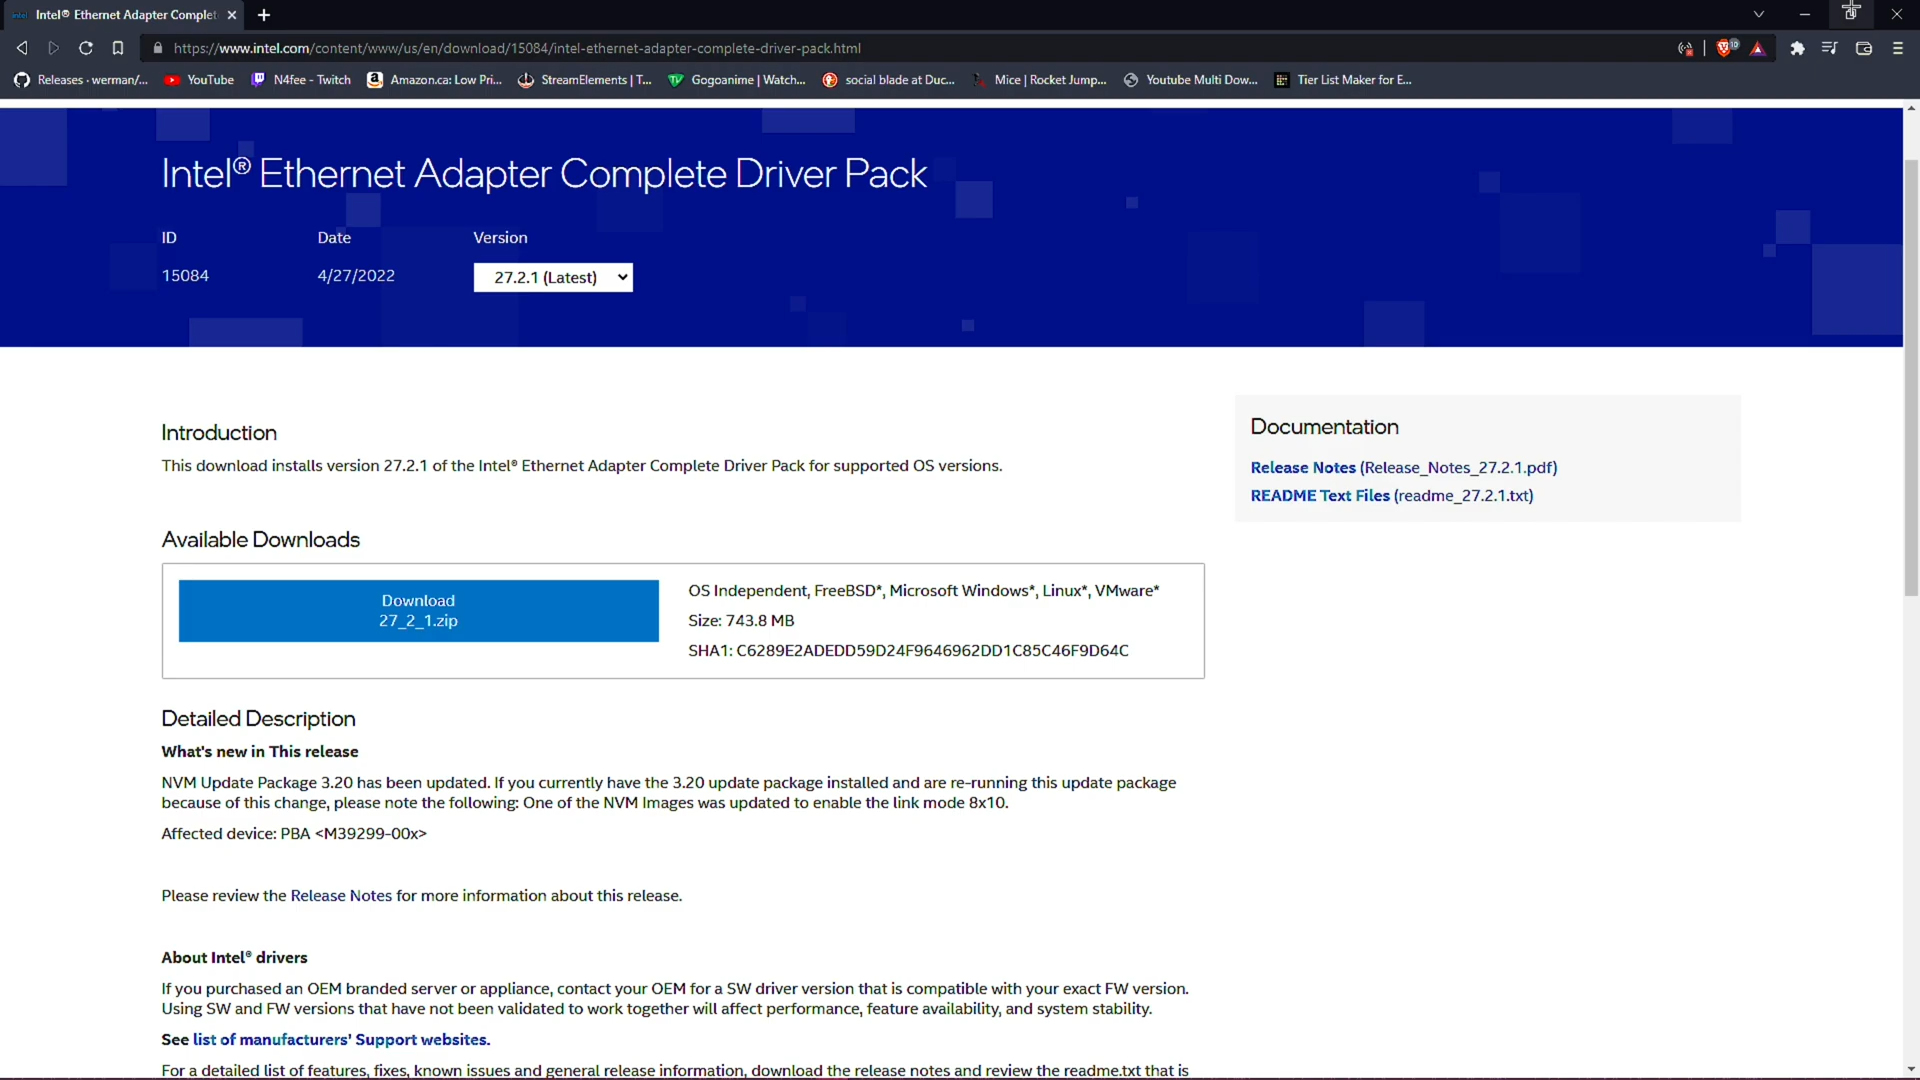 intel Intel® Ethernet Adapter Complet
https://www.intel.com/content/www/us/en/download/15084/intel-ethernet-adapter-complete-driver-pack.html
Releases · werman/... YouTube N4fee - Twitch Amazon.ca: Low Pri... StreamElements | T... Gogoanime | Watch... social blade at Duc... Mice | Rocket Jump... Youtube Multi Dow... Tier List Maker for E...
Intel® Ethernet Adapter Complete Driver Pack
ID Date Version
15084 4/27/2022 27.2.1 (Latest)
Introduction
This download installs version 27.2.1 of the Intel® Ethernet Adapter Complete Driver Pack for supported OS versions.
Documentation
Release Notes (Release_Notes_27.2.1.pdf)
README Text Files (readme_27.2.1.txt)
Available Downloads
Download
27_2_1.zip
OS Independent, FreeBSD*, Microsoft Windows*, Linux*, VMware*
Size: 743.8 MB
SHA1: C6289E2ADEDD59D24F9646962DD1C85C46F9D64C
Detailed Description
What's new in This release
NVM Update Package 3.20 has been updated. If you currently have the 3.20 update package installed and are re-running this update package
because of this change, please note the following: One of the NVM Images was updated to enable the link mode 8x10.
Affected device: PBA <M39299-00x>
Please review the Release Notes for more information about this release.
About Intel® drivers
If you purchased an OEM branded server or appliance, contact your OEM for a SW driver version that is compatible with your exact FW version.
Using SW and FW versions that have not been validated to work together will affect performance, feature availability, and system stability.
See list of manufacturers' Support websites.
For a detailed list of features, fixes, known issues and general release information, download the release notes and review the readme.txt that is